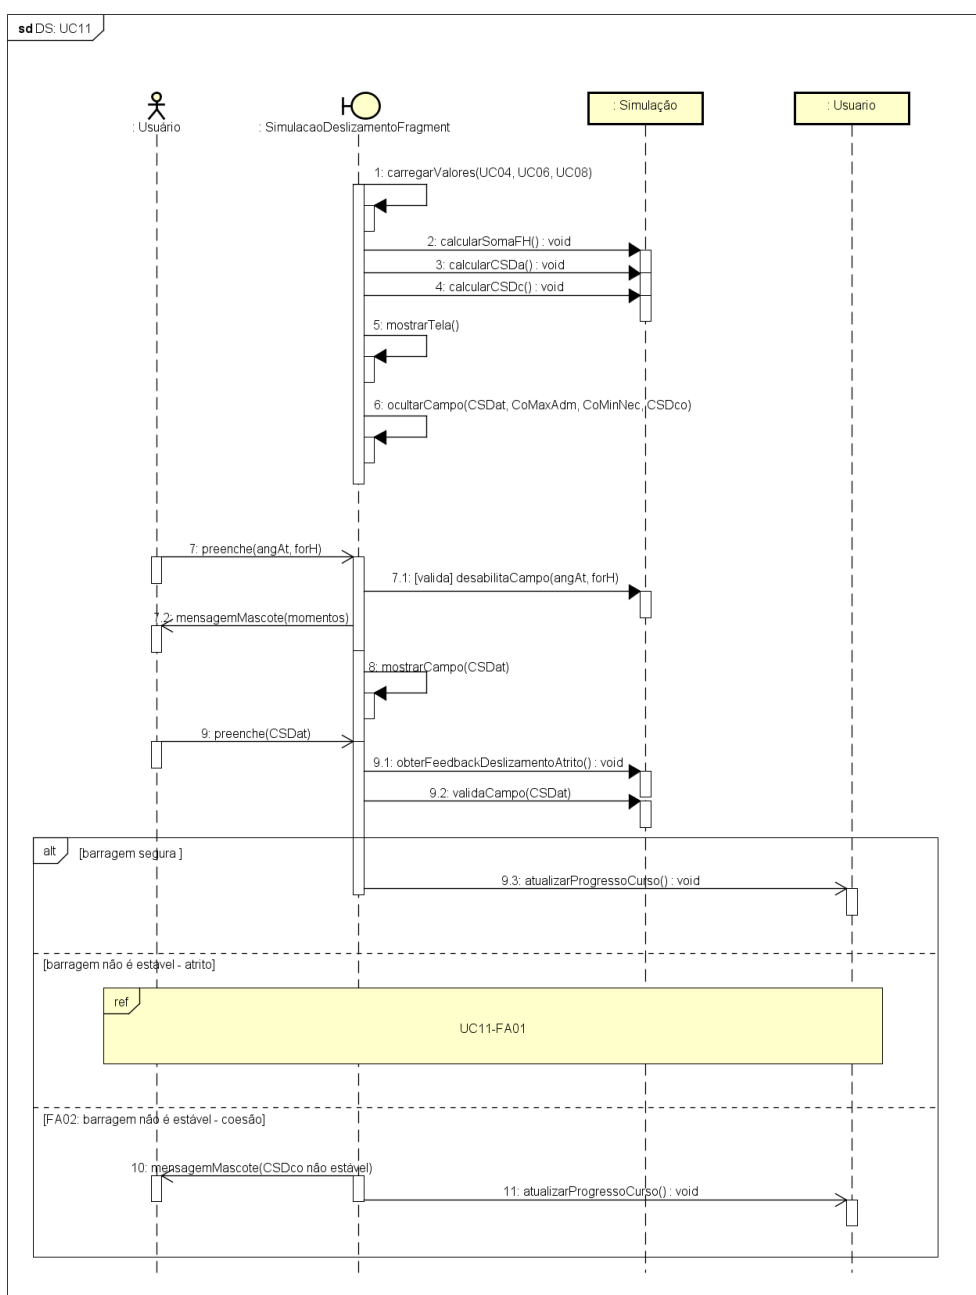 sd DS: UC11
: Usuário
: SimulacaoDeslizamentoFragment
: Simulação
: Usuario
1: carregarValores(UC04, UC06, UC08)
2: calcularSomaFH() : void
3: calcularCSDa() : void
4: calcularCSDc() : void
5: mostrarTela()
6: ocultarCampo(CSDat, CoMaxAdm, CoMinNec, CSDco)
7: preenche(angAt, forH)
7.1: [valida] desabilitaCampo(angAt, forH)
7.2: mensagemMascote(momentos)
8: mostrarCampo(CSDat)
9: preenche(CSDat)
9.1: obterFeedbackDeslizamentoAtrito() : void
9.2: validaCampo(CSDat)
alt [barragem segura ]
9.3: atualizarProgressoCurso() : void
[barragem não é estável - atrito]
ref
UC11-FA01
[FA02: barragem não é estável - coesão]
10: mensagemMascote(CSDco não estável)
11: atualizarProgressoCurso() : void